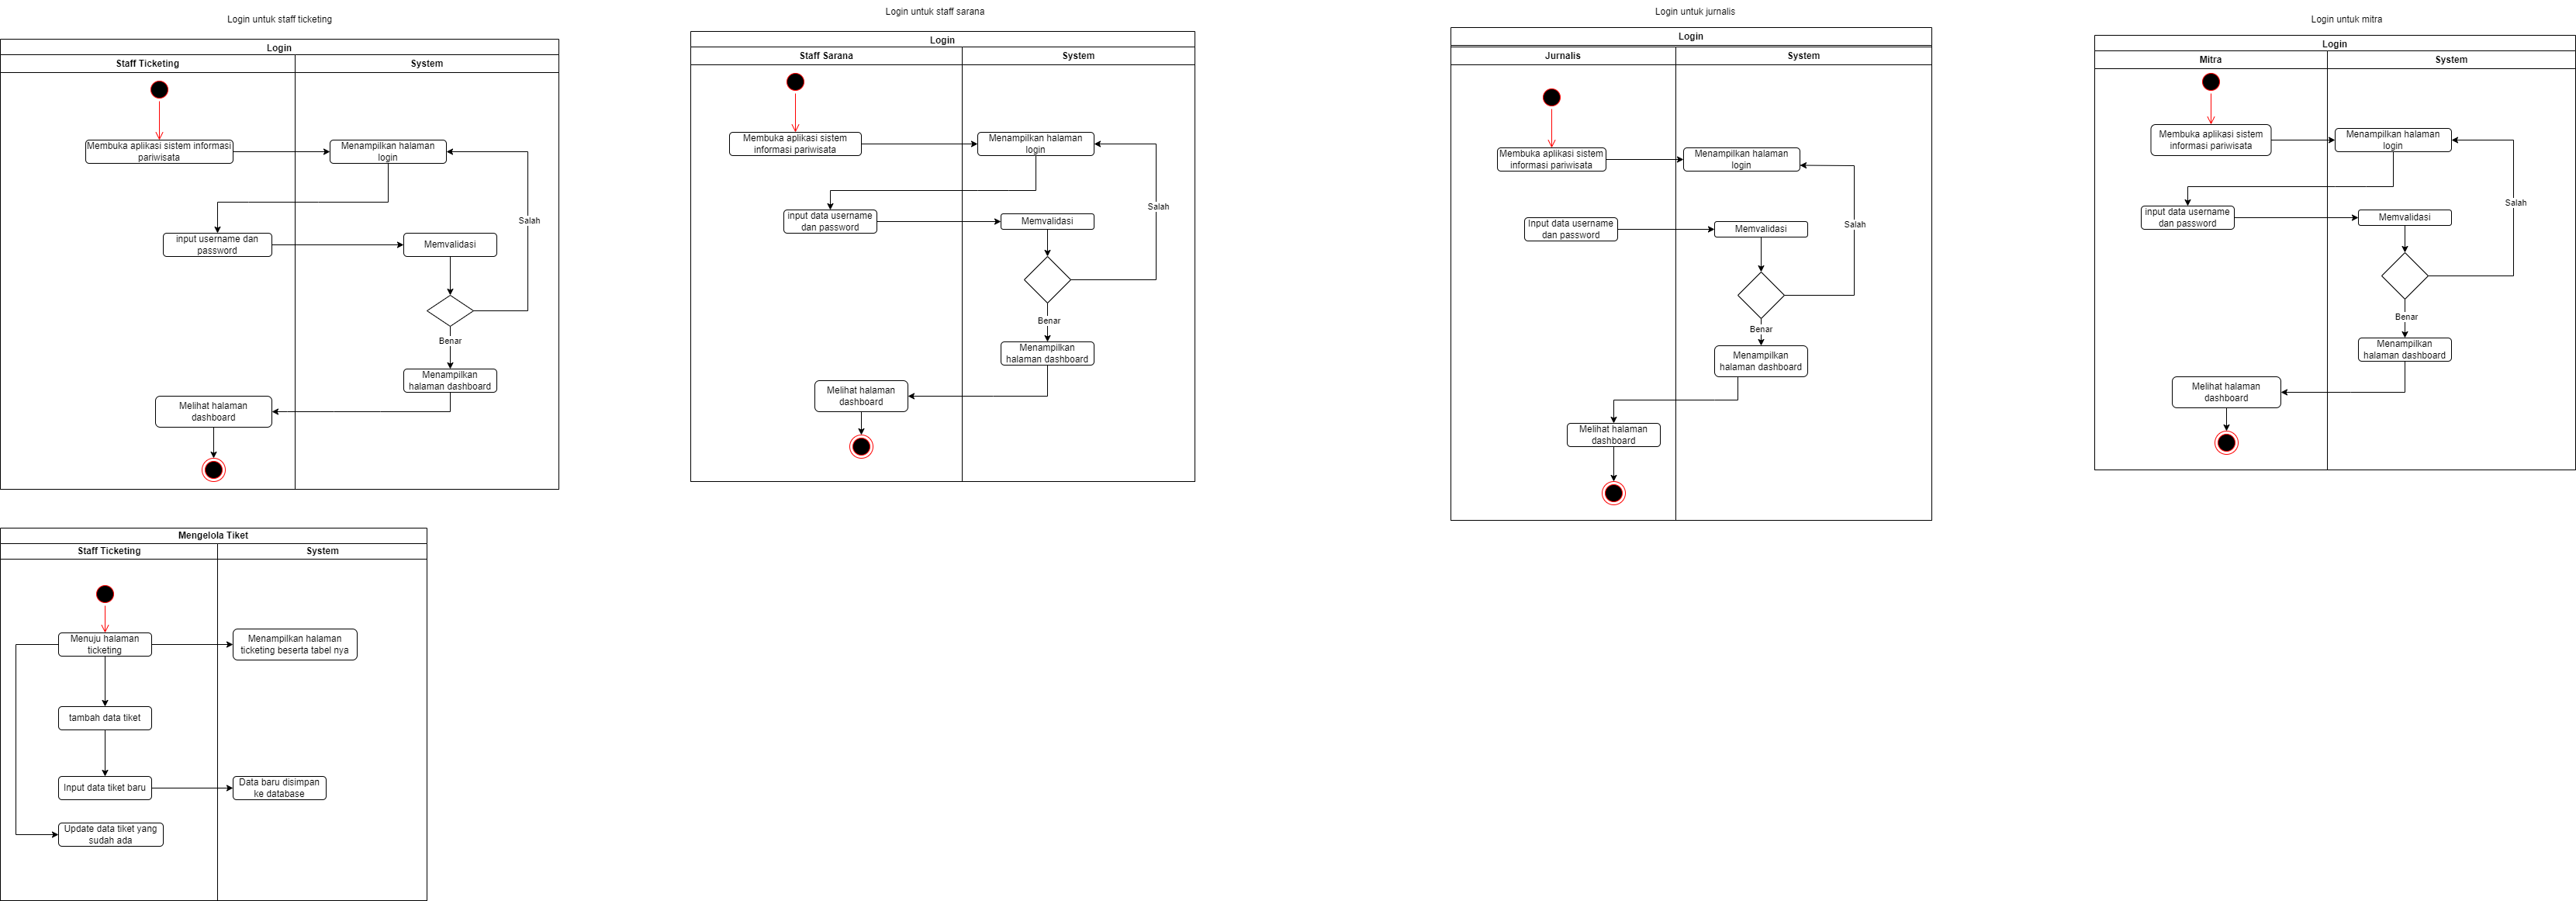 Login untuk staff ticketing
Login
Staff Ticketing
System
Membuka aplikasi sistem informasi
pariwisata
Menampilkan halaman
login
Salah
input username dan
password
Memvalidasi
Benar
Menampilkan
halaman dashboard
Melihat halaman
dashboard
Login untuk staff sarana
Login
Staff Sarana
System
Membuka aplikasi sistem
informasi pariwisata
Menampilkan halaman
login
Salah
input data username
dan password
Memvalidasi
Benar
Menampilkan
halaman dashboard
Melihat halaman
dashboard
Login untuk jurnalis
Login
Jurnalis
System
Membuka aplikasi sistem
informasi pariwisata
Menampilkan halaman
login
Salah
Input data username
dan password
Memvalidasi
Benar
Menampilkan
halaman dashboard
Melihat halaman
dashboard
Login untuk mitra
Login
Mitra
System
Membuka aplikasi sistem
informasi pariwisata
Menampilkan halaman
login
Salah
input data username
dan password
Memvalidasi
Benar
Menampilkan
halaman dashboard
Melihat halaman
dashboard
Mengelola Tiket
Staff Ticketing
System
Menuju halaman
ticketing
Menampilkan halaman
ticketing beserta tabel nya
tambah data tiket
Input data tiket baru
Data baru disimpan
ke database
Update data tiket yang
sudah ada